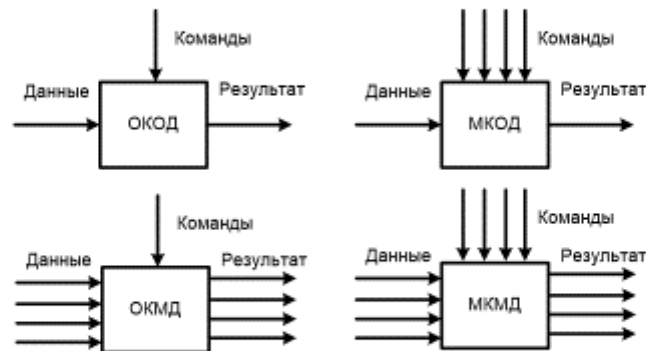 Команды
Данные
ОКОД
Результат
Команды
Данные
МКОД
Результат
Команды
Данные
ОКМД
Результат
Команды
Данные
МКМД
Результат